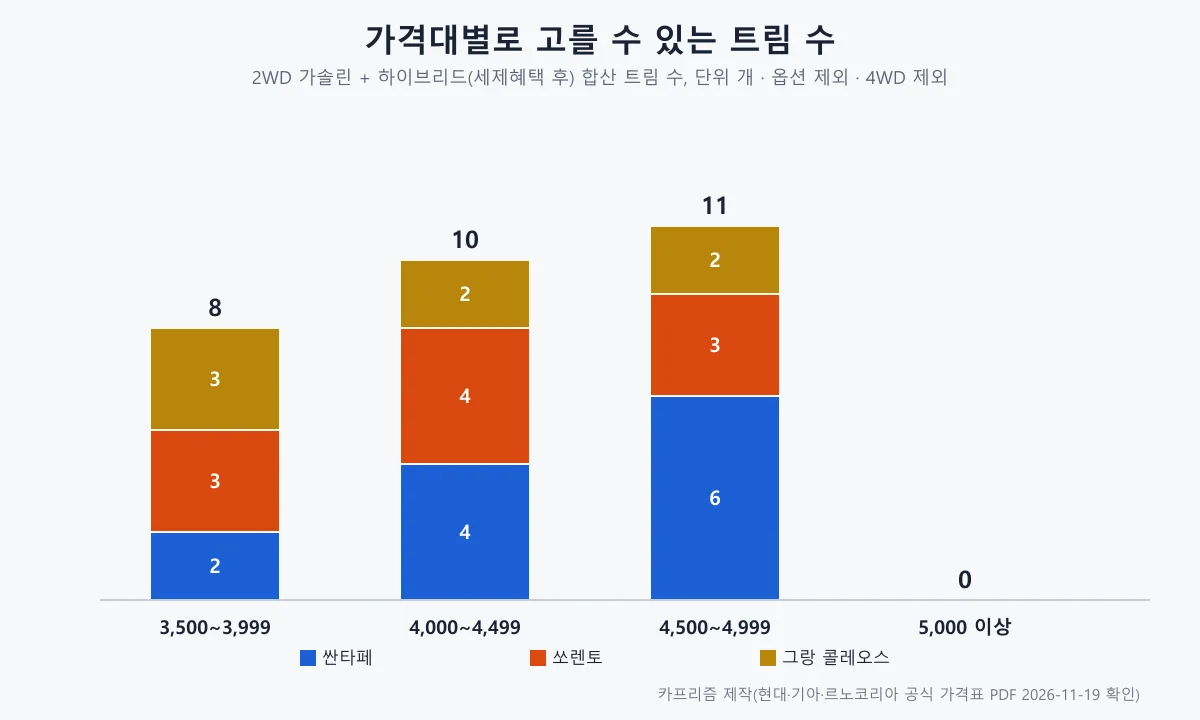 가격대별로 고를 수 있는 트림 수
2WD 가솔린 + 하이브리드(세제혜택 후) 합산 트림 수, 단위 개 · 옵션 제외 · 4WD 제외
8
3
3
2
10
2
4
4
11
2
3
6
0
3,500~3,999
4,000~4,499
4,500~4,999
5,000 이상
싼타페
쏘렌토
그랑 콜레오스
카프리즘 제작(현대·기아·르노코리아 공식 가격표 PDF 2026-11-19 확인)